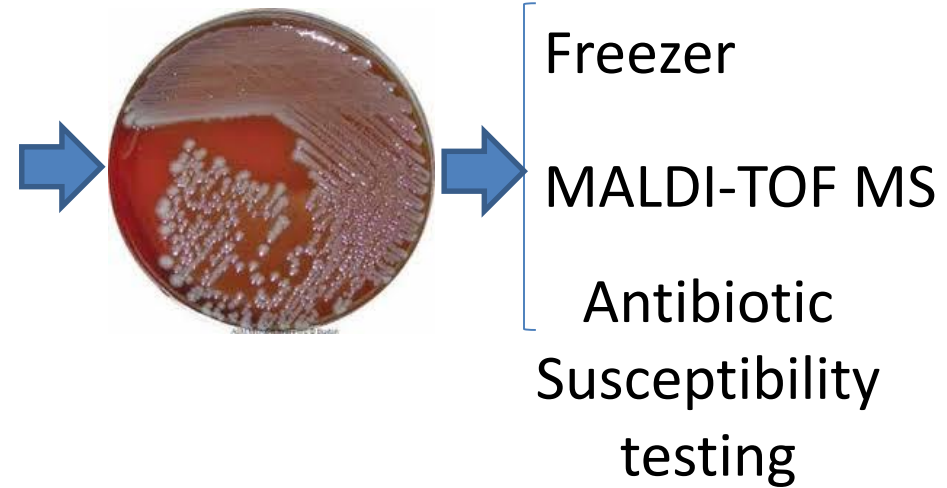 Freezer
MALDI-TOF MS
Antibiotic
Susceptibility
testing